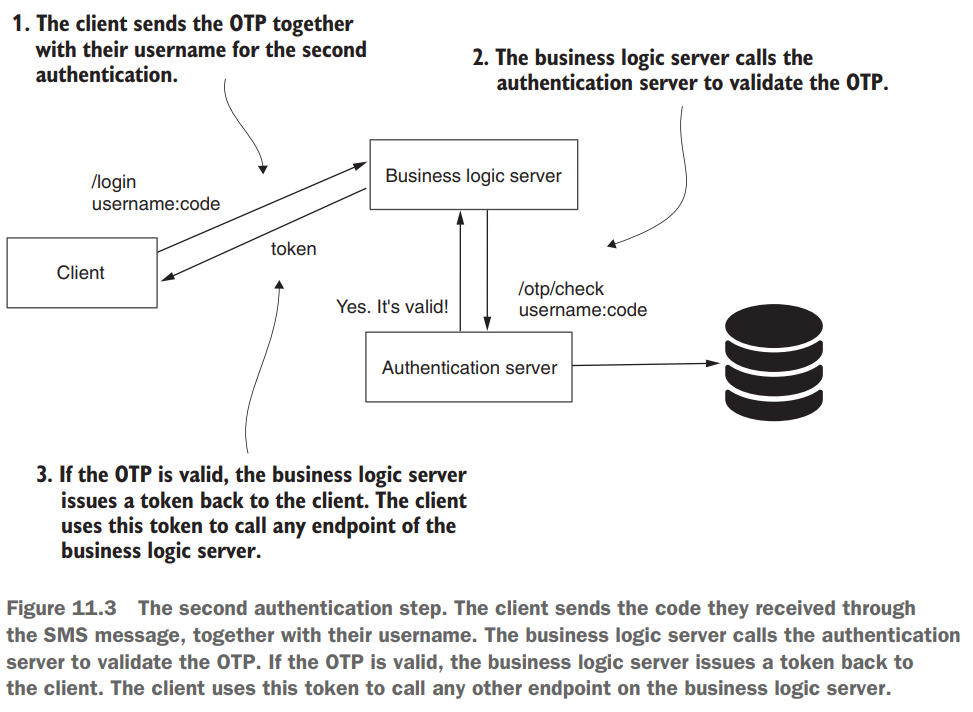 1. The client sends the OTP together
with their username for the second
authentication.
2. The business logic server calls the
authentication server to validate the OTP.
Business logic server
/login
username:code
token
Client
Yes. It's valid!
/otp/check
username:code
Authentication server
3. If the OTP is valid, the business logic server
issues a token back to the client. The client
uses this token to call any endpoint of the
business logic server.
Figure 11.3 The second authentication step. The client sends the code they received through
the SMS message, together with their username. The business logic server calls the authentication
server to validate the OTP. If the OTP is valid, the business logic server issues a token back to
the client. The client uses this token to call any other endpoint on the business logic server.